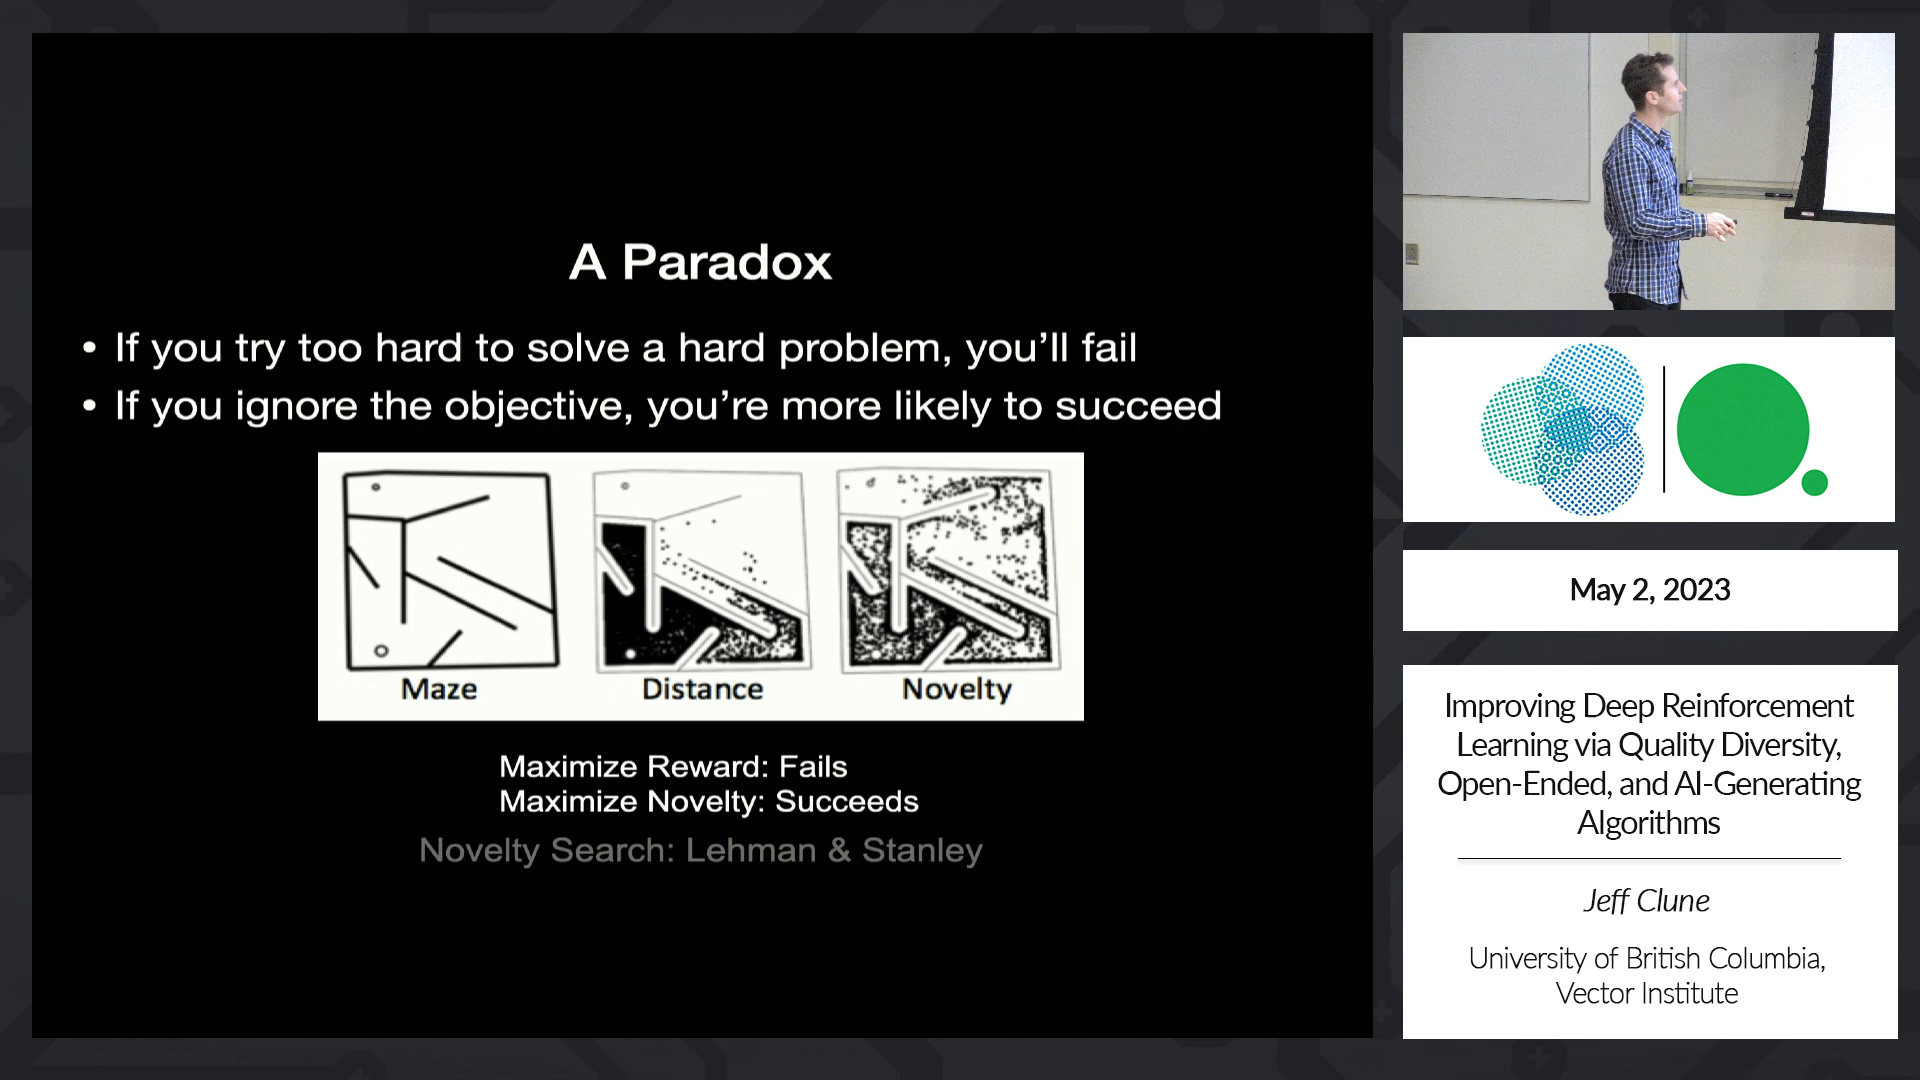 A Paradox
• If you try too hard to solve a hard problem, you’ll fail
• If you ignore the objective, you’re more likely to succeed
Maze Distance Novelty
Maximize Reward: Fails
Maximize Novelty: Succeeds
Novelty Search: Lehman & Stanley
May 2, 2023
Improving Deep Reinforcement
Learning via Quality Diversity,
Open-Ended, and AI-Generating
Algorithms
Jeff Clune
University of British Columbia,
Vector Institute